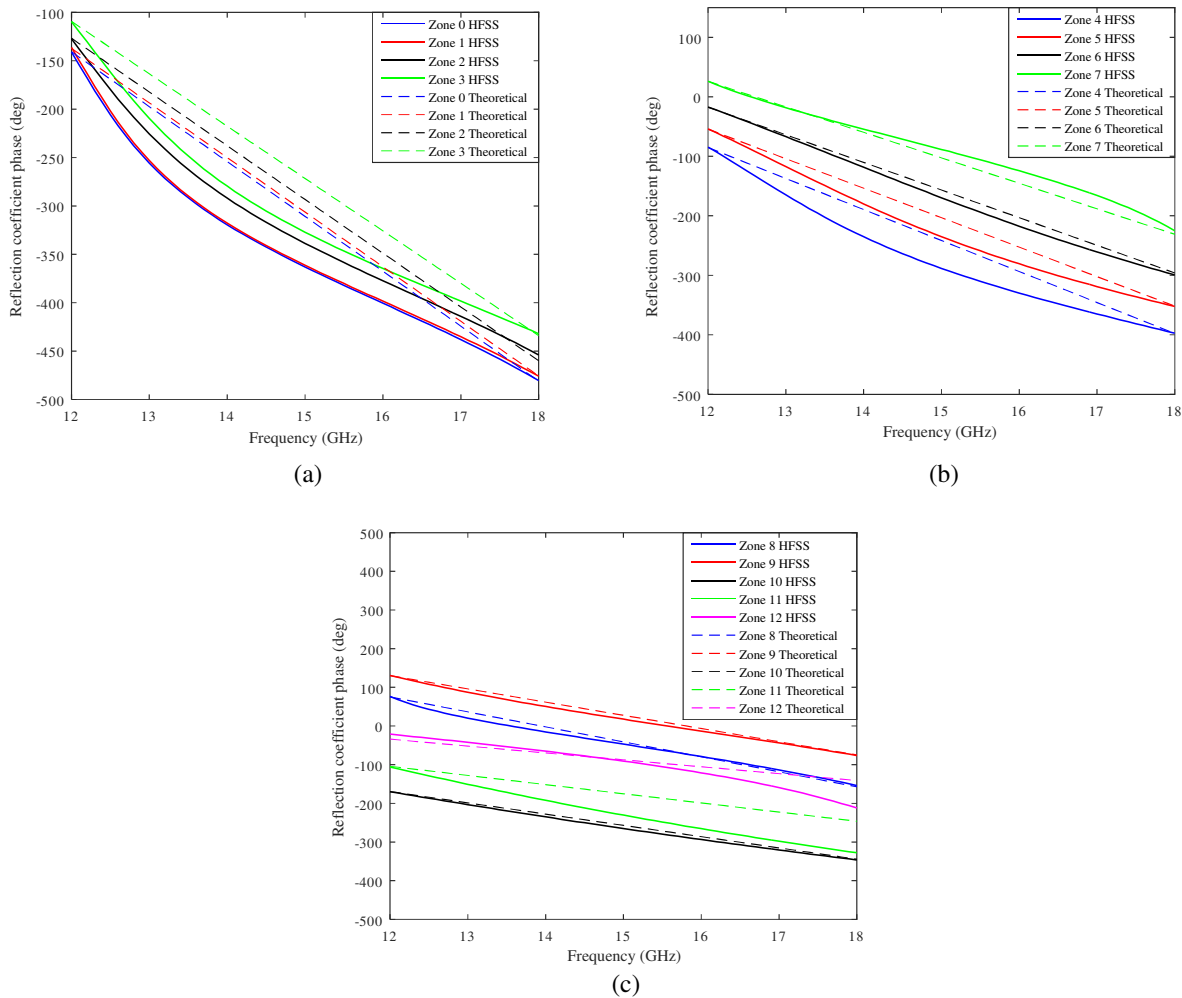 -100
-150
-200
-250
-300
-350
-400
-450
-500
Reflection coefficient phase (deg)
12 13 14 15 16 17 18
Frequency (GHz)
Zone 0 HFSS
Zone 1 HFSS
Zone 2 HFSS
Zone 3 HFSS
Zone 0 Theoretical
Zone 1 Theoretical
Zone 2 Theoretical
Zone 3 Theoretical
(a)
100
0
-100
-200
-300
-400
-500
Reflection coefficient phase (deg)
12 13 14 15 16 17 18
Frequency (GHz)
Zone 4 HFSS
Zone 5 HFSS
Zone 6 HFSS
Zone 7 HFSS
Zone 4 Theoretical
Zone 5 Theoretical
Zone 6 Theoretical
Zone 7 Theoretical
(b)
500
400
300
200
100
0
-100
-200
-300
-400
-500
Reflection coefficient phase (deg)
12 13 14 15 16 17 18
Frequency (GHz)
Zone 8 HFSS
Zone 9 HFSS
Zone 10 HFSS
Zone 11 HFSS
Zone 12 HFSS
Zone 8 Theoretical
Zone 9 Theoretical
Zone 10 Theoretical
Zone 11 Theoretical
Zone 12 Theoretical
(c)